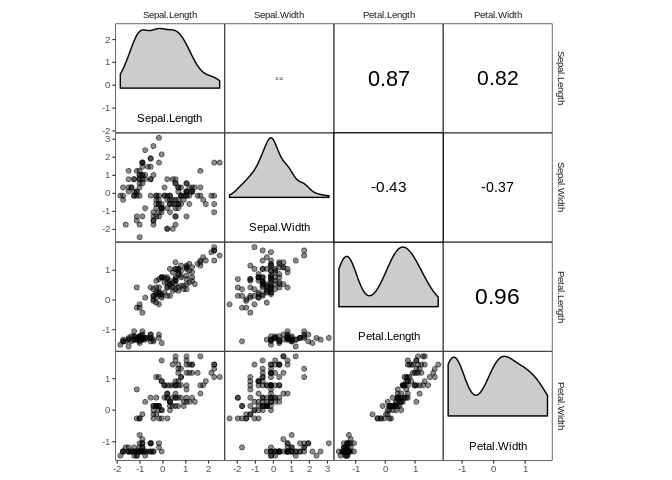 Sepal.Length Sepal.Width Petal.Length Petal.Width
2
1
0
-1
-2
Sepal.Length
-0.12
0.87
0.82
Sepal.Length
3
2
1
0
-1
-2
Sepal.Width
-0.43
-0.37
Sepal.Width
1
0
-1
Petal.Length
0.96
Petal.Length
1
0
-1
Petal.Width
Petal.Width
-2 -1 0 1 2 -2 -1 0 1 2 3 -1 0 1 -1 0 1